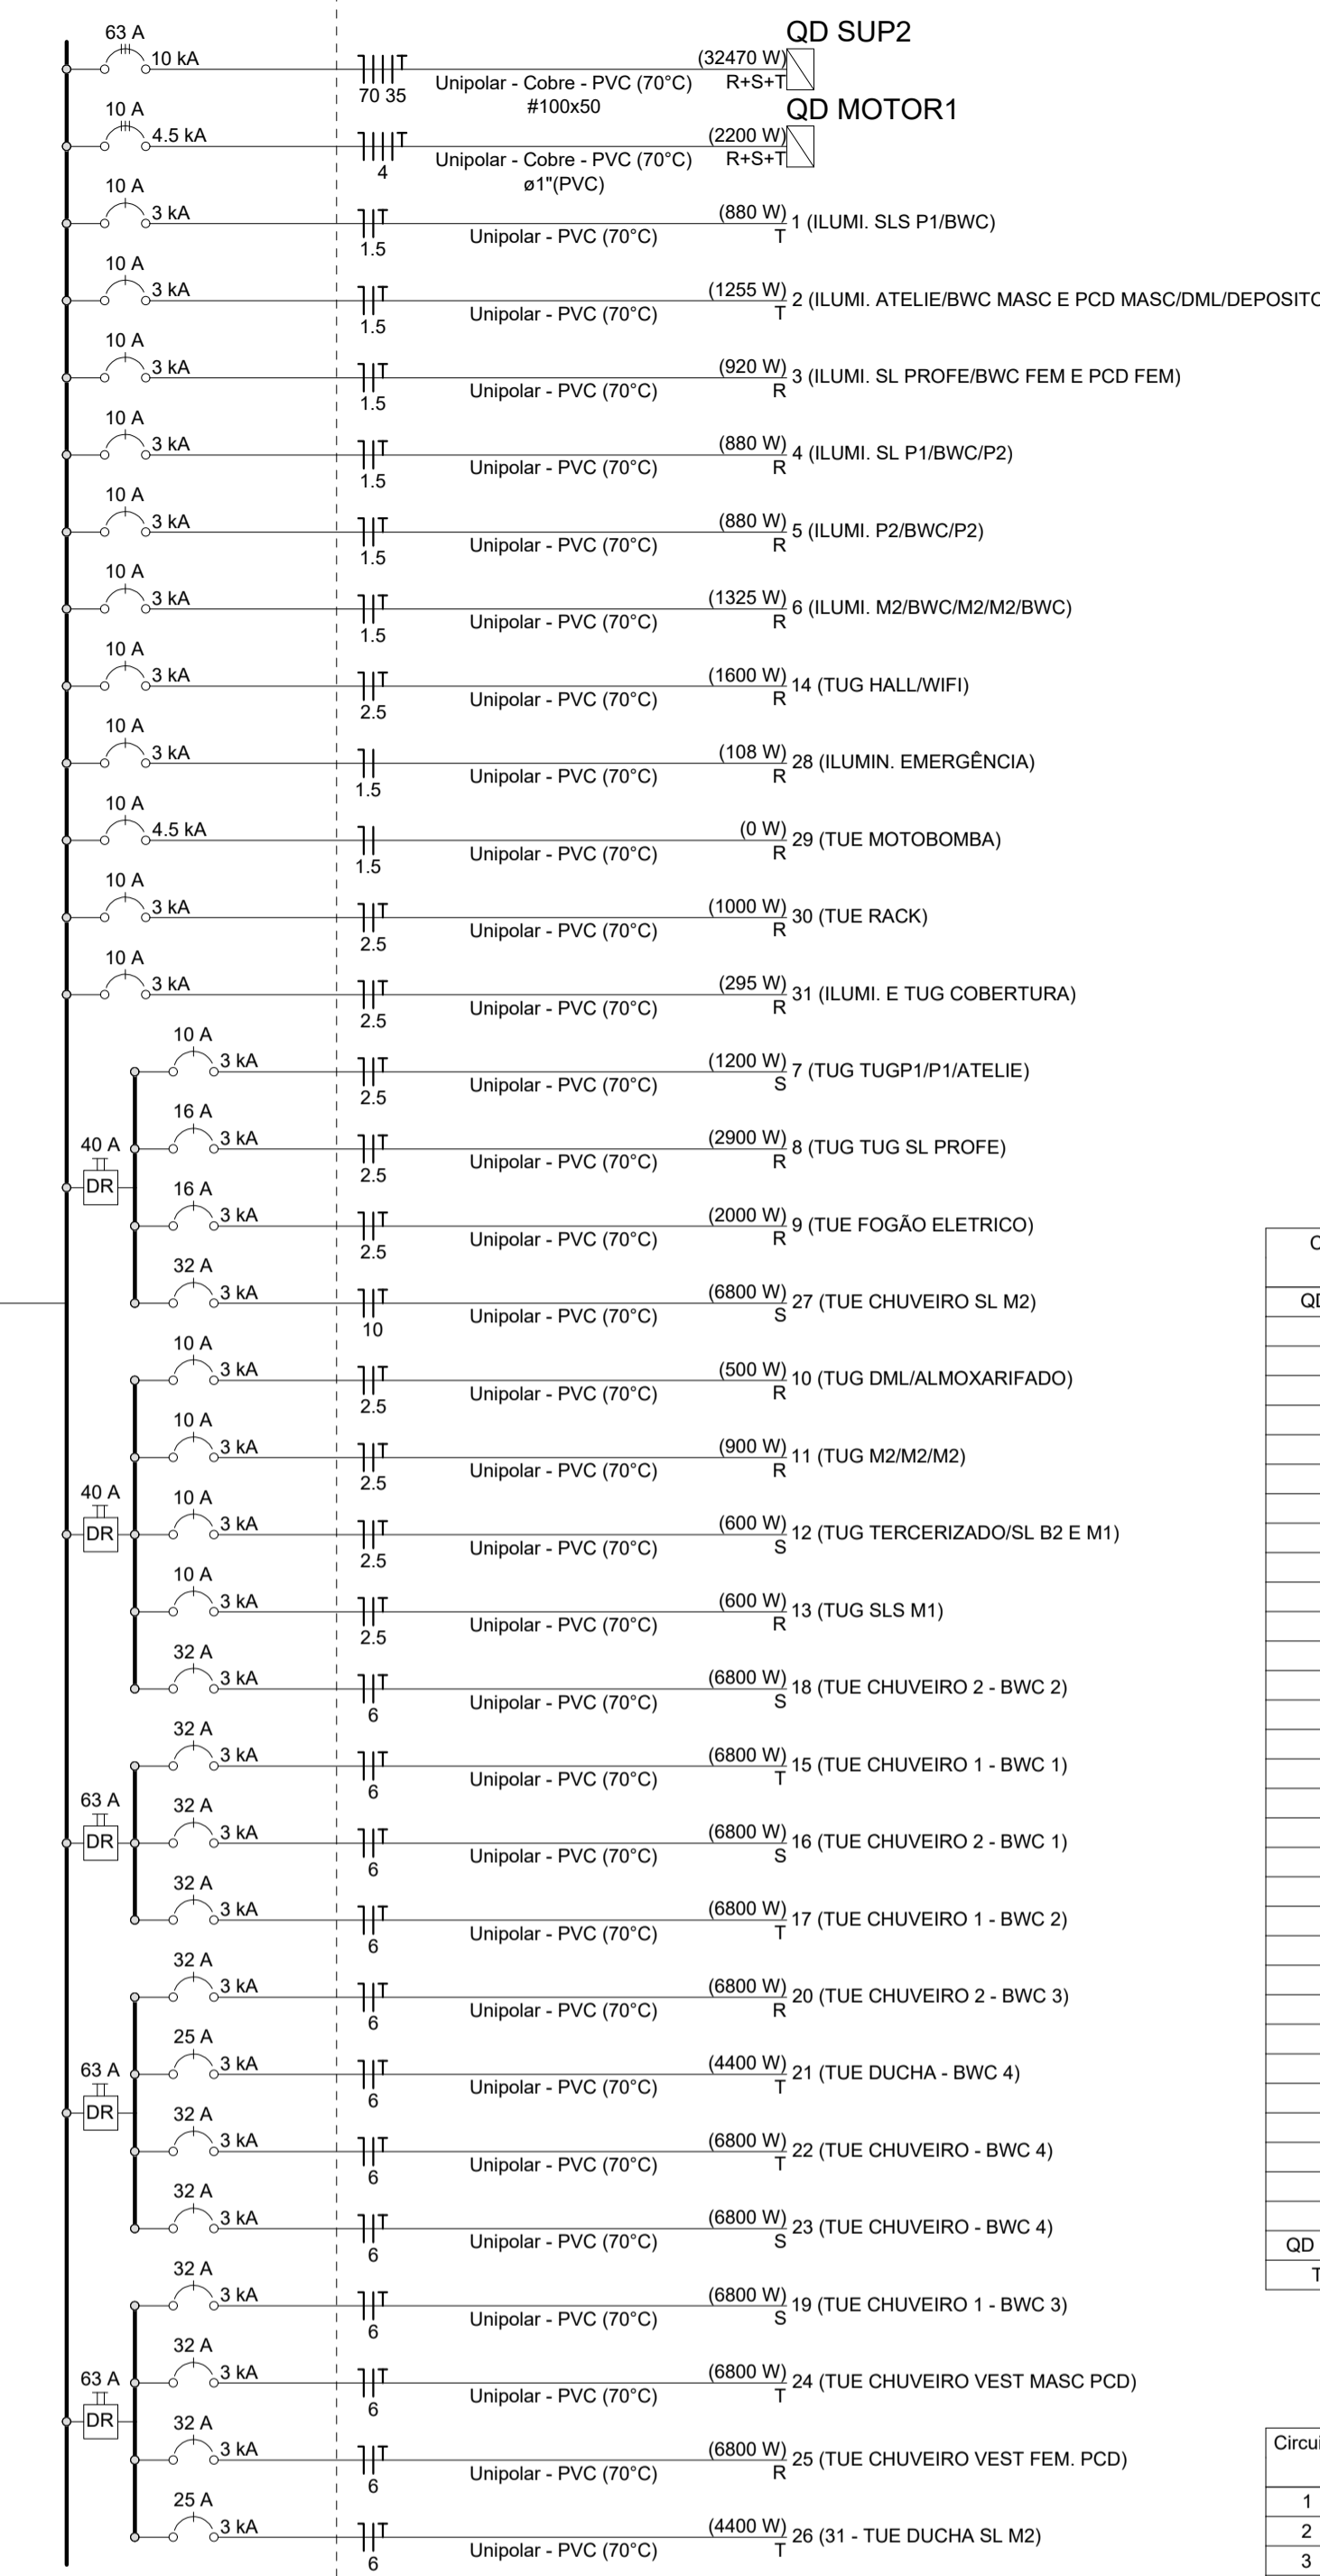 QD SUP2
63 A
10 kA
(32470 W)
70 35
Unipolar - Cobre - PVC (70°C)
R+S+T
#100x50
QD MOTOR1
10 A
4.5 kA
(2200 W)
4
Unipolar - Cobre - PVC (70°C)
R+S+T
ø1"(PVC)
10 A
3 kA
(880 W)
1 (ILUMI. SLS P1/BWC)
1.5
Unipolar - PVC (70°C)
T
10 A
3 kA
(1255 W)
2 (ILUMI. ATELIE/BWC MASC E PCD MASC/DML/DEPOSITO
1.5
Unipolar - PVC (70°C)
T
10 A
3 kA
(920 W)
3 (ILUMI. SL PROFE/BWC FEM E PCD FEM)
1.5
Unipolar - PVC (70°C)
R
10 A
3 kA
(880 W)
4 (ILUMI. SL P1/BWC/P2)
1.5
Unipolar - PVC (70°C)
R
10 A
3 kA
(880 W)
5 (ILUMI. P2/BWC/P2)
1.5
Unipolar - PVC (70°C)
R
10 A
3 kA
(1325 W)
6 (ILUMI. M2/BWC/M2/M2/BWC)
1.5
Unipolar - PVC (70°C)
R
10 A
3 kA
(1600 W)
14 (TUG HALL/WIFI)
2.5
Unipolar - PVC (70°C)
R
10 A
3 kA
(108 W)
28 (ILUMIN. EMERGÊNCIA)
1.5
Unipolar - PVC (70°C)
R
10 A
4.5 kA
(0 W)
29 (TUE MOTOBOMBA)
1.5
Unipolar - PVC (70°C)
R
10 A
3 kA
(1000 W)
30 (TUE RACK)
2.5
Unipolar - PVC (70°C)
R
10 A
3 kA
(295 W)
31 (ILUMI. E TUG COBERTURA)
2.5
Unipolar - PVC (70°C)
R
10 A
3 kA
(1200 W)
7 (TUG TUGP1/P1/ATELIE)
2.5
Unipolar - PVC (70°C)
S
16 A
3 kA
(2900 W)
8 (TUG TUG SL PROFE)
2.5
Unipolar - PVC (70°C)
R
40 A
DR
16 A
3 kA
(2000 W)
9 (TUE FOGÃO ELETRICO)
2.5
Unipolar - PVC (70°C)
R
32 A
3 kA
(6800 W)
27 (TUE CHUVEIRO SL M2)
10
Unipolar - PVC (70°C)
S
10 A
3 kA
(500 W)
10 (TUG DML/ALMOXARIFADO)
2.5
Unipolar - PVC (70°C)
R
10 A
3 kA
(900 W)
11 (TUG M2/M2/M2)
2.5
Unipolar - PVC (70°C)
R
40 A
DR
10 A
3 kA
(600 W)
12 (TUG TERCERIZADO/SL B2 E M1)
2.5
Unipolar - PVC (70°C)
S
10 A
3 kA
(600 W)
13 (TUG SLS M1)
2.5
Unipolar - PVC (70°C)
R
32 A
3 kA
(6800 W)
18 (TUE CHUVEIRO 2 - BWC 2)
6
Unipolar - PVC (70°C)
S
32 A
3 kA
(6800 W)
15 (TUE CHUVEIRO 1 - BWC 1)
6
Unipolar - PVC (70°C)
T
63 A
DR
32 A
3 kA
(6800 W)
16 (TUE CHUVEIRO 2 - BWC 1)
6
Unipolar - PVC (70°C)
S
32 A
3 kA
(6800 W)
17 (TUE CHUVEIRO 1 - BWC 2)
6
Unipolar - PVC (70°C)
T
32 A
3 kA
(6800 W)
20 (TUE CHUVEIRO 2 - BWC 3)
6
Unipolar - PVC (70°C)
R
25 A
3 kA
(4400 W)
21 (TUE DUCHA - BWC 4)
6
Unipolar - PVC (70°C)
T
63 A
DR
32 A
3 kA
(6800 W)
22 (TUE CHUVEIRO - BWC 4)
6
Unipolar - PVC (70°C)
T
32 A
3 kA
(6800 W)
23 (TUE CHUVEIRO - BWC 4)
6
Unipolar - PVC (70°C)
S
32 A
3 kA
(6800 W)
19 (TUE CHUVEIRO 1 - BWC 3)
6
Unipolar - PVC (70°C)
S
32 A
3 kA
(6800 W)
24 (TUE CHUVEIRO VEST MASC PCD)
6
Unipolar - PVC (70°C)
T
63 A
DR
32 A
3 kA
(6800 W)
25 (TUE CHUVEIRO VEST FEM. PCD)
6
Unipolar - PVC (70°C)
R
25 A
3 kA
(4400 W)
26 (31 - TUE DUCHA SL M2)
6
Unipolar - PVC (70°C)
T
QD
QD
T
Circui
1
2
3